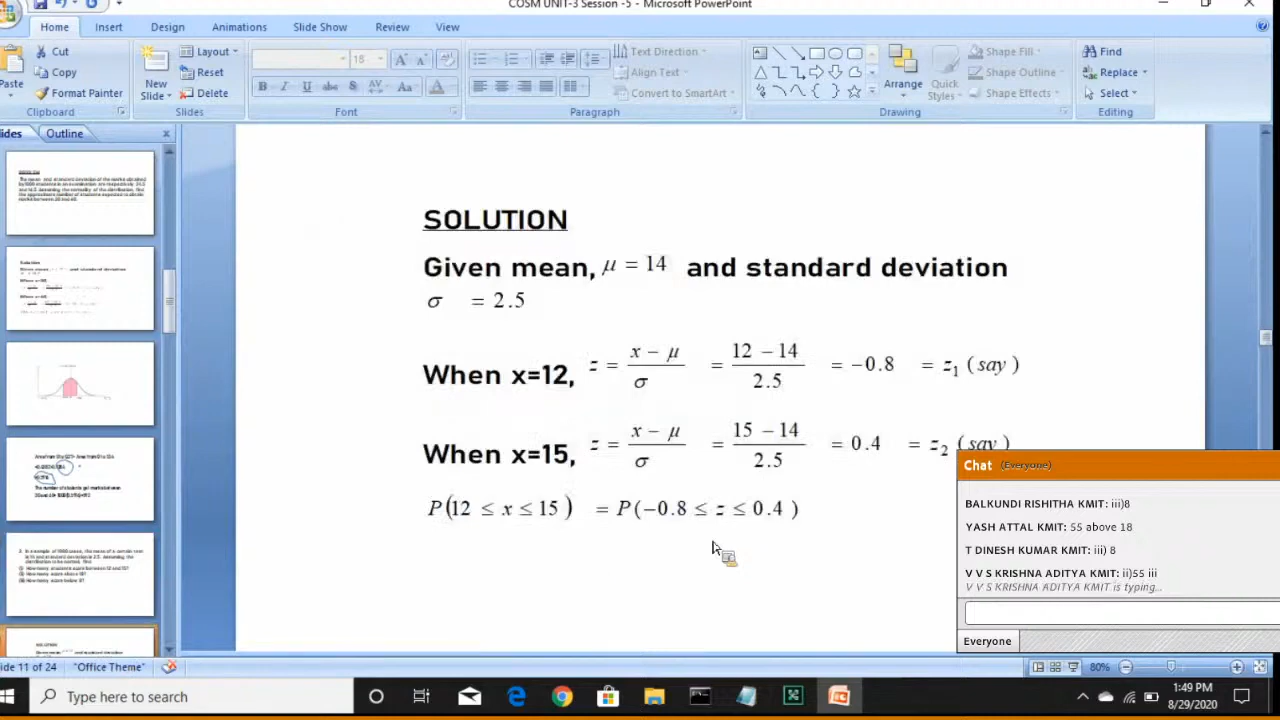 COSM UNIT-3 Session -5 - Microsoft PowerPoint
Home Insert Design Animations Slide Show Review View
Cut
Copy
Format Painter
Paste
Clipboard
New Slide
Layout
Reset
Delete
Slides
18
Font
Text Direction
Align Text
Convert to SmartArt
Paragraph
Arrange
Quick Styles
Shape Fill
Shape Outline
Shape Effects
Drawing
Find
Replace
Select
Editing
Outline
SOLUTION
Given mean, μ = 14 and standard deviation
σ = 2.5
When x=12, z = (x − μ)/σ = (12 − 14)/2.5 = −0.8 = z₁ (say)
When x=15, z = (x − μ)/σ = (15 − 14)/2.5 = 0.4 = z₂ (say)
P(12 ≤ x ≤ 15) = P(−0.8 ≤ z ≤ 0.4)
Chat (Everyone)
BALKUNDI RISHITHA KMIT: iii)8
YASH ATTAL KMIT: 55 above 18
T DINESH KUMAR KMIT: iii) 8
V V S KRISHNA ADITYA KMIT: ii)55 iii
V V S KRISHNA ADITYA KMIT is typing...
Everyone
11 of 24 "Office Theme" 80%
Type here to search
1:49 PM
8/29/2020